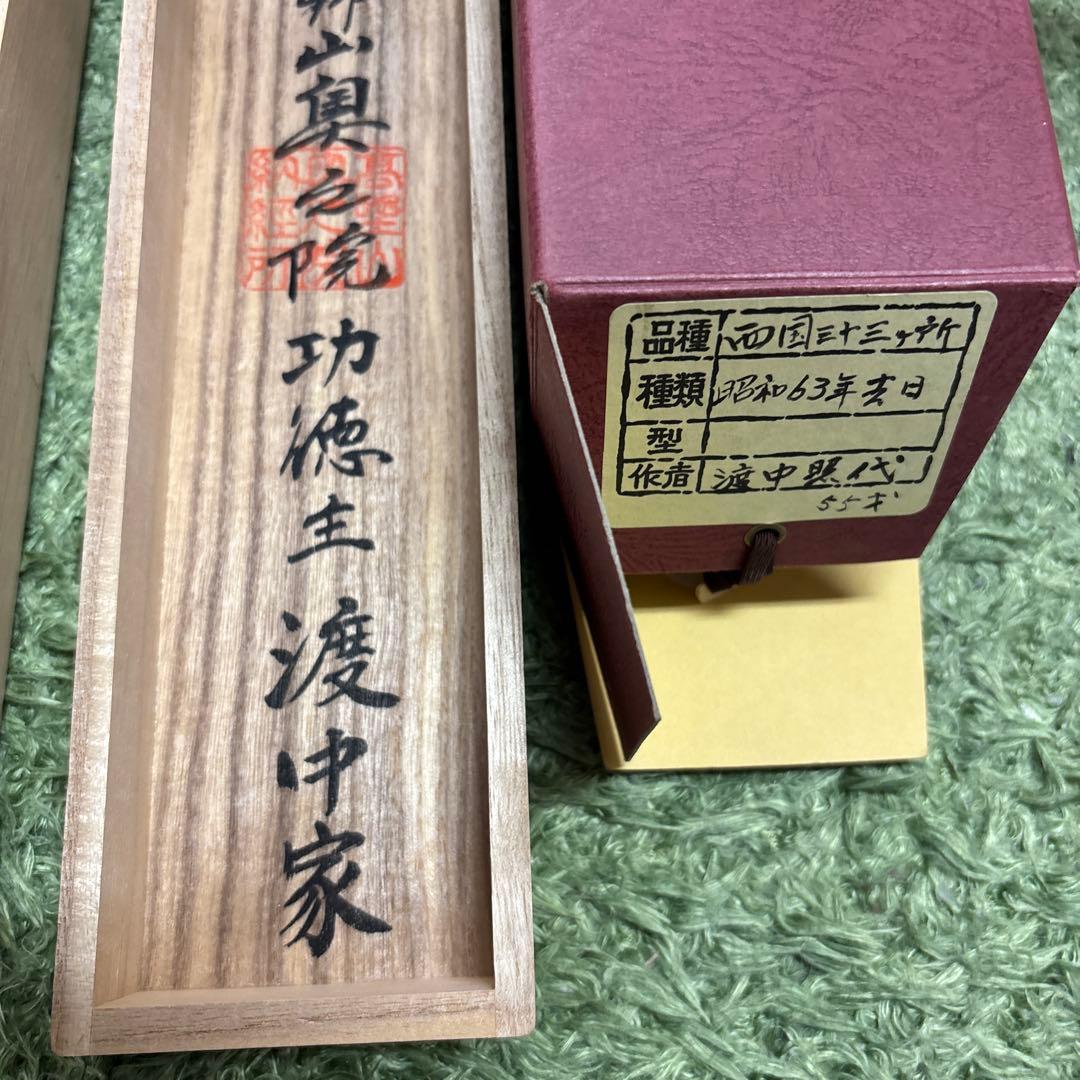 山奥之院 功徳主 渡中家
品種 西国三十三ヶ所
種類 昭和63年吉日
型
作者 渡中照代
55才